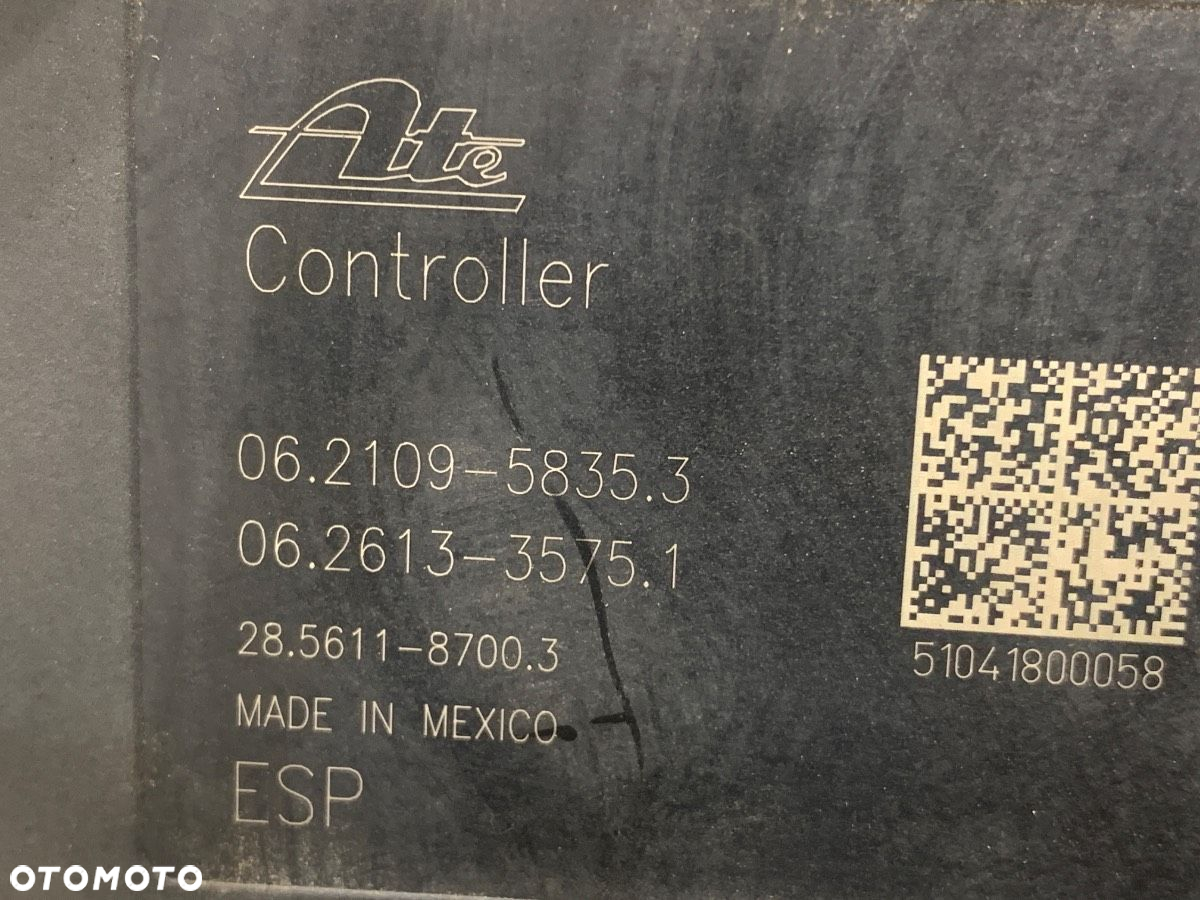 Ate
Controller
06.2109-5835.3
06.2613-3575.1
28.5611-8700.3
51041800058
MADE IN MEXICO
ESP
OTOMOTO